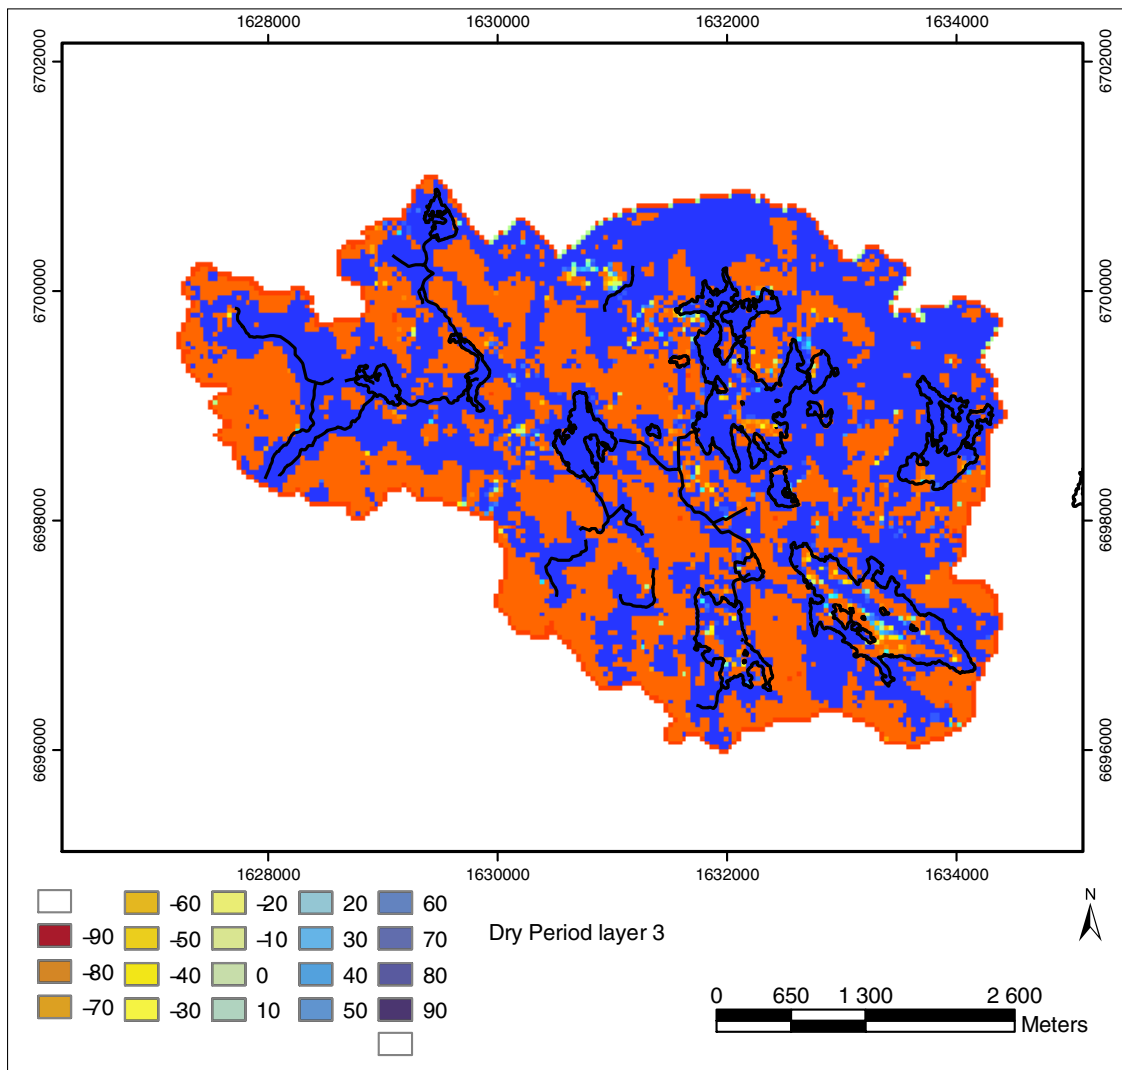 1628000 1630000 1632000 1634000
6702000 6702000
6700000 6700000
6698000 6698000
6696000 6696000
1628000 1630000 1632000 1634000
-60 -20 20 60
-90 -50 -10 30 70
-80 -40 0 40 80
-70 -30 10 50 90
Dry Period layer 3
N
0 650 1 300 2 600
Meters